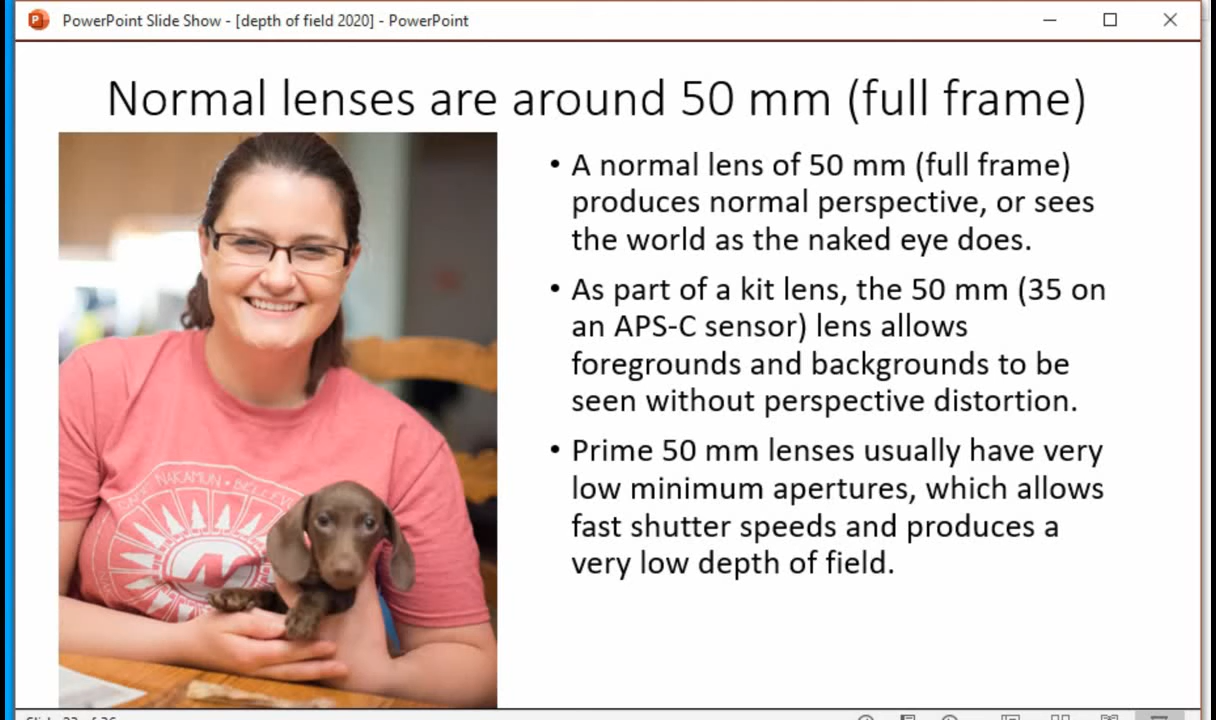 PowerPoint Slide Show - [depth of field 2020] - PowerPoint
Normal lenses are around 50 mm (full frame)
• A normal lens of 50 mm (full frame)
produces normal perspective, or sees
the world as the naked eye does.
• As part of a kit lens, the 50 mm (35 on
an APS-C sensor) lens allows
foregrounds and backgrounds to be
seen without perspective distortion.
• Prime 50 mm lenses usually have very
low minimum apertures, which allows
fast shutter speeds and produces a
very low depth of field.
NAKAMUN • BELLEV